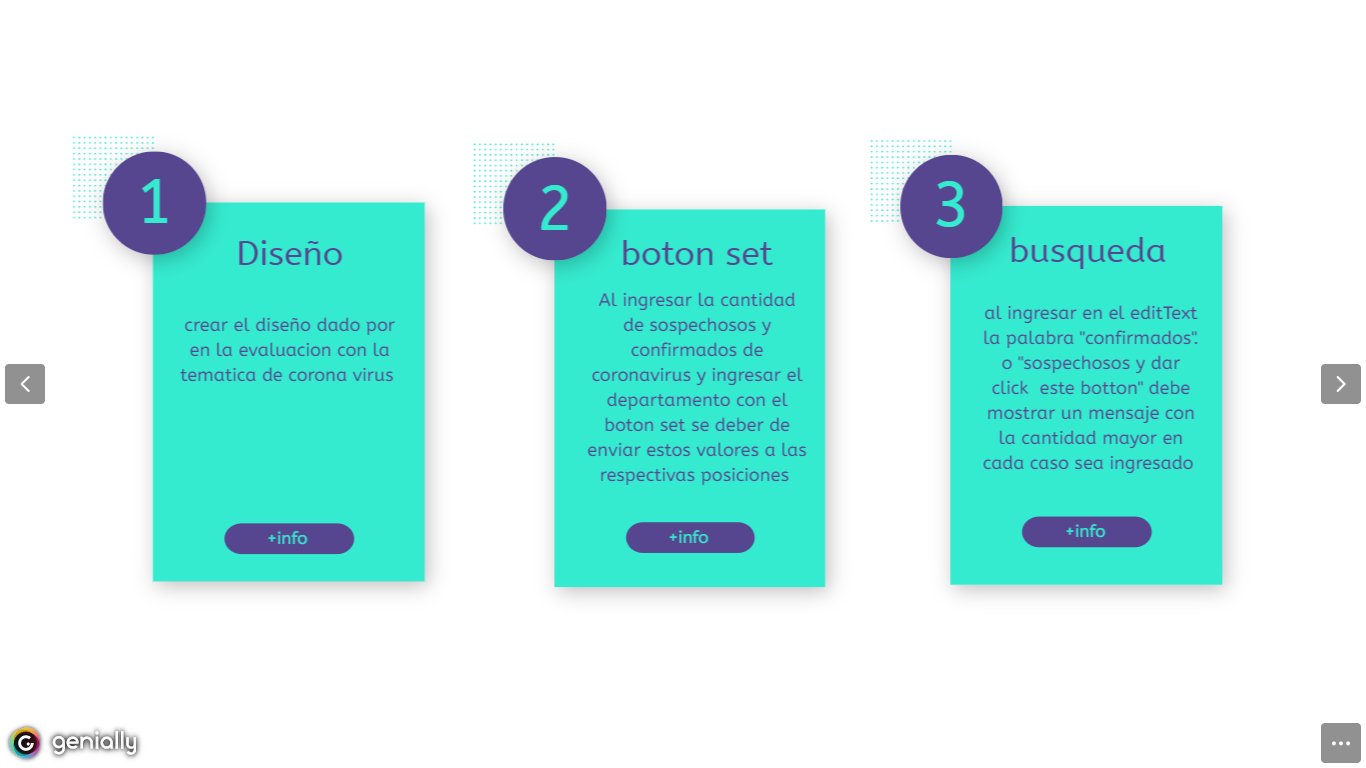 1
Diseño
crear el diseño dado por
en la evaluacion con la
tematica de corona virus
+info
2
boton set
Al ingresar la cantidad
de sospechosos y
confirmados de
coronavirus y ingresar el
departamento con el
boton set se deber de
enviar estos valores a las
respectivas posiciones
+info
3
busqueda
al ingresar en el editText
la palabra "confirmados".
o "sospechosos y dar
click  este botton" debe
mostrar un mensaje con
la cantidad mayor en
cada caso sea ingresado
+info
genially